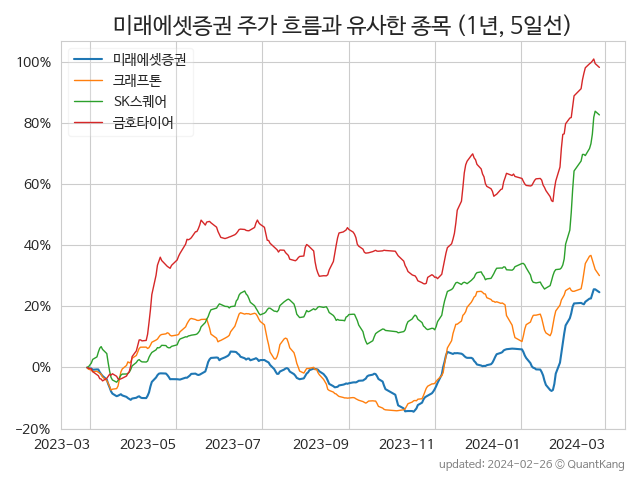 미래에셋증권 주가 흐름과 유사한 종목 (1년, 5일선)
미래에셋증권
크래프톤
SK스퀘어
금호타이어
100%
80%
60%
40%
20%
0%
−20%
2023-03 2023-05 2023-07 2023-09 2023-11 2024-01 2024-03
updated: 2024-02-26 © QuantKang